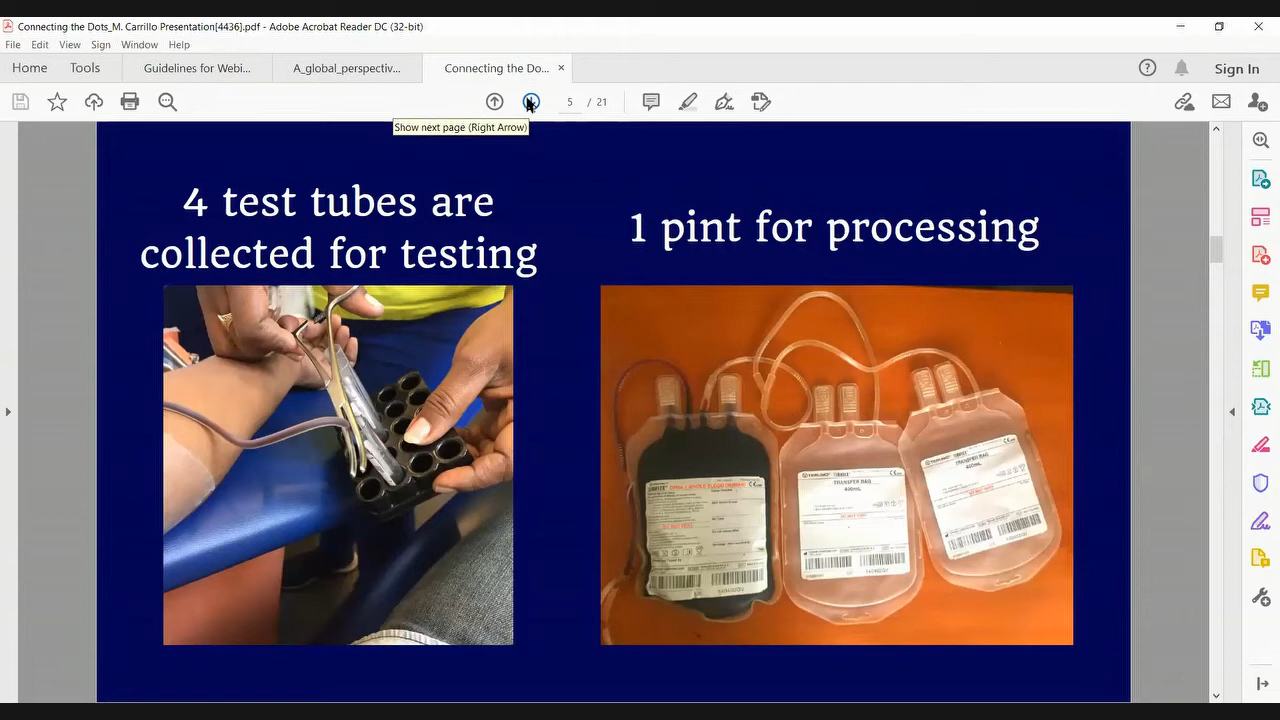 Connecting the Dots_M. Carrillo Presentation[4436].pdf - Adobe Acrobat Reader DC (32-bit)
File Edit View Sign Window Help
Home Tools Guidelines for Webi... A_global_perspectiv... Connecting the Do... × Sign In
5 / 21
Show next page (Right Arrow)
4 test tubes are
collected for testing
1 pint for processing
TRANSFER BAG
400mL
TRANSFER BAG
400mL